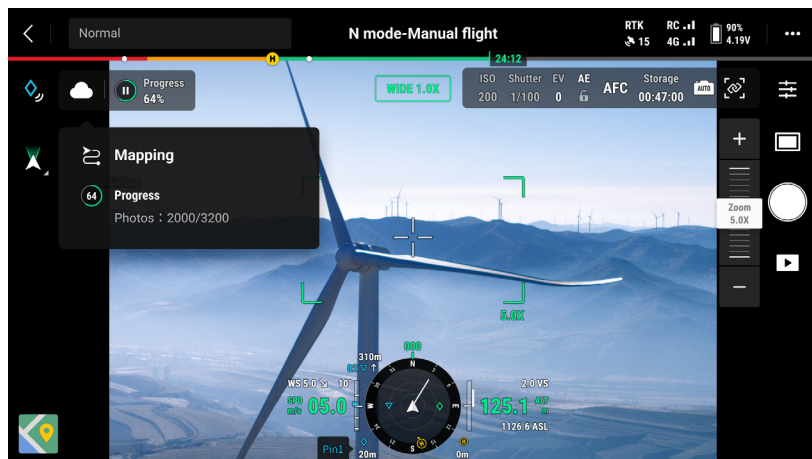 Normal
N mode-Manual flight
RTK
15
RC
4G
90%
4.19V
24:12
Progress
64%
WIDE 1.0X
ISO
200
Shutter
1/100
EV
0
AE
AFC
Storage
00:47:00
AUTO
Mapping
64
Progress
Photos：2000/3200
Zoom
5.0X
5.0X
000
310m
WS 5.0
10°
SPD
m/s
05.0
N
E
S
W
2.0 VS
125.1
ALT
m
1126.6 ASL
Pin1
20m
H
0m